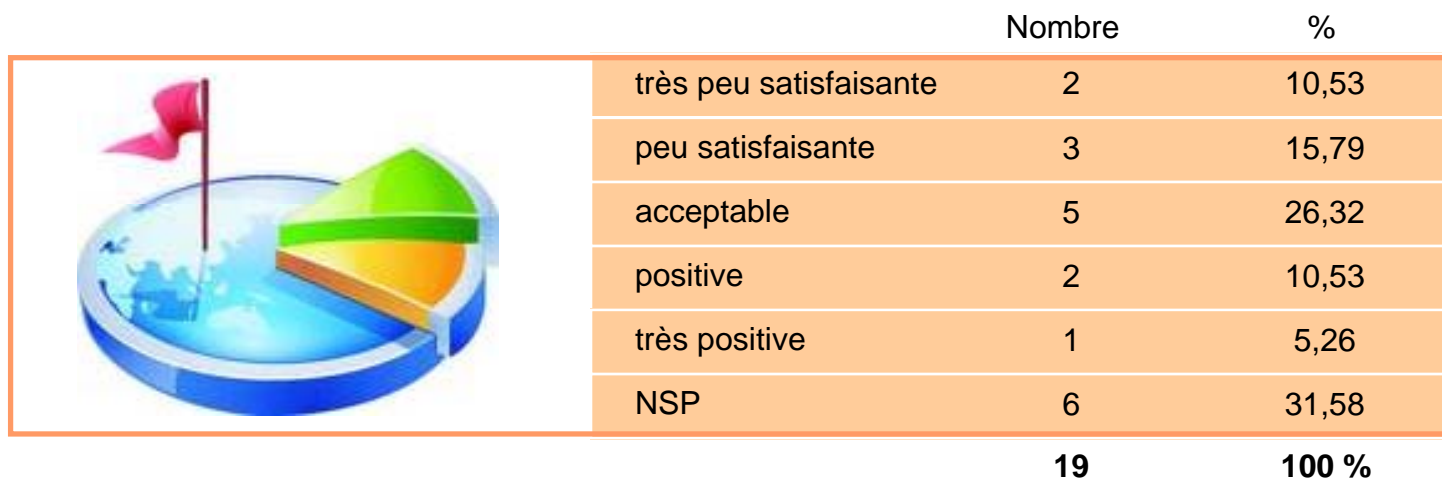 Nombre %
très peu satisfaisante 2 10,53
peu satisfaisante 3 15,79
acceptable 5 26,32
positive 2 10,53
très positive 1 5,26
NSP 6 31,58
19 100 %